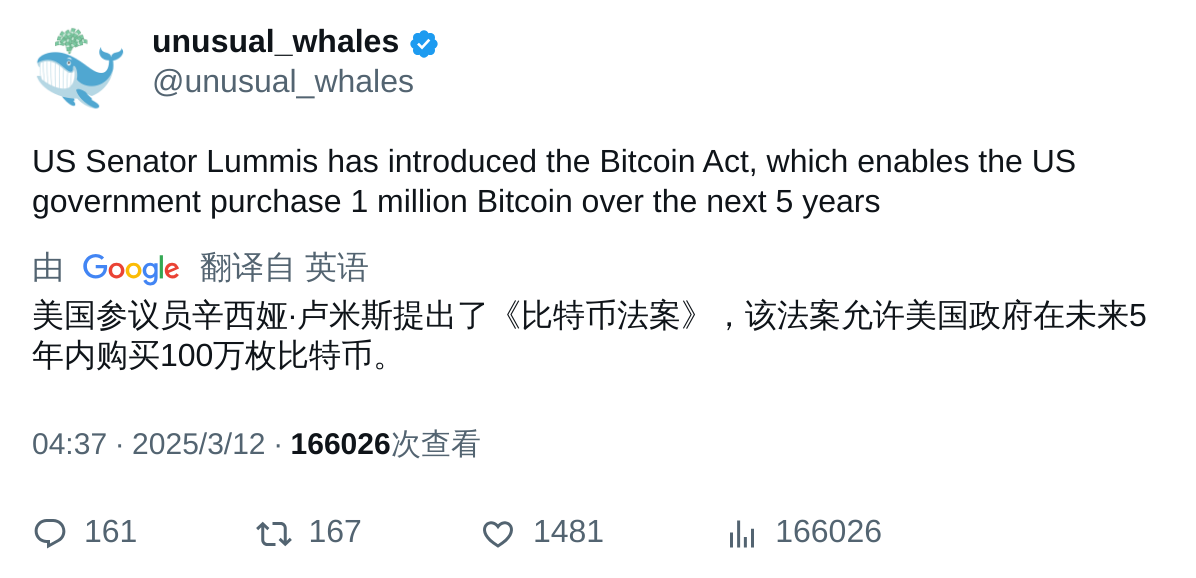 unusual_whales
@unusual_whales
US Senator Lummis has introduced the Bitcoin Act, which enables the US
government purchase 1 million Bitcoin over the next 5 years
由 Google 翻译自 英语
美国参议员辛西娅·卢米斯提出了《比特币法案》，该法案允许美国政府在未来5
年内购买100万枚比特币。
04:37 · 2025/3/12 · 166026次查看
161 167 1481 166026